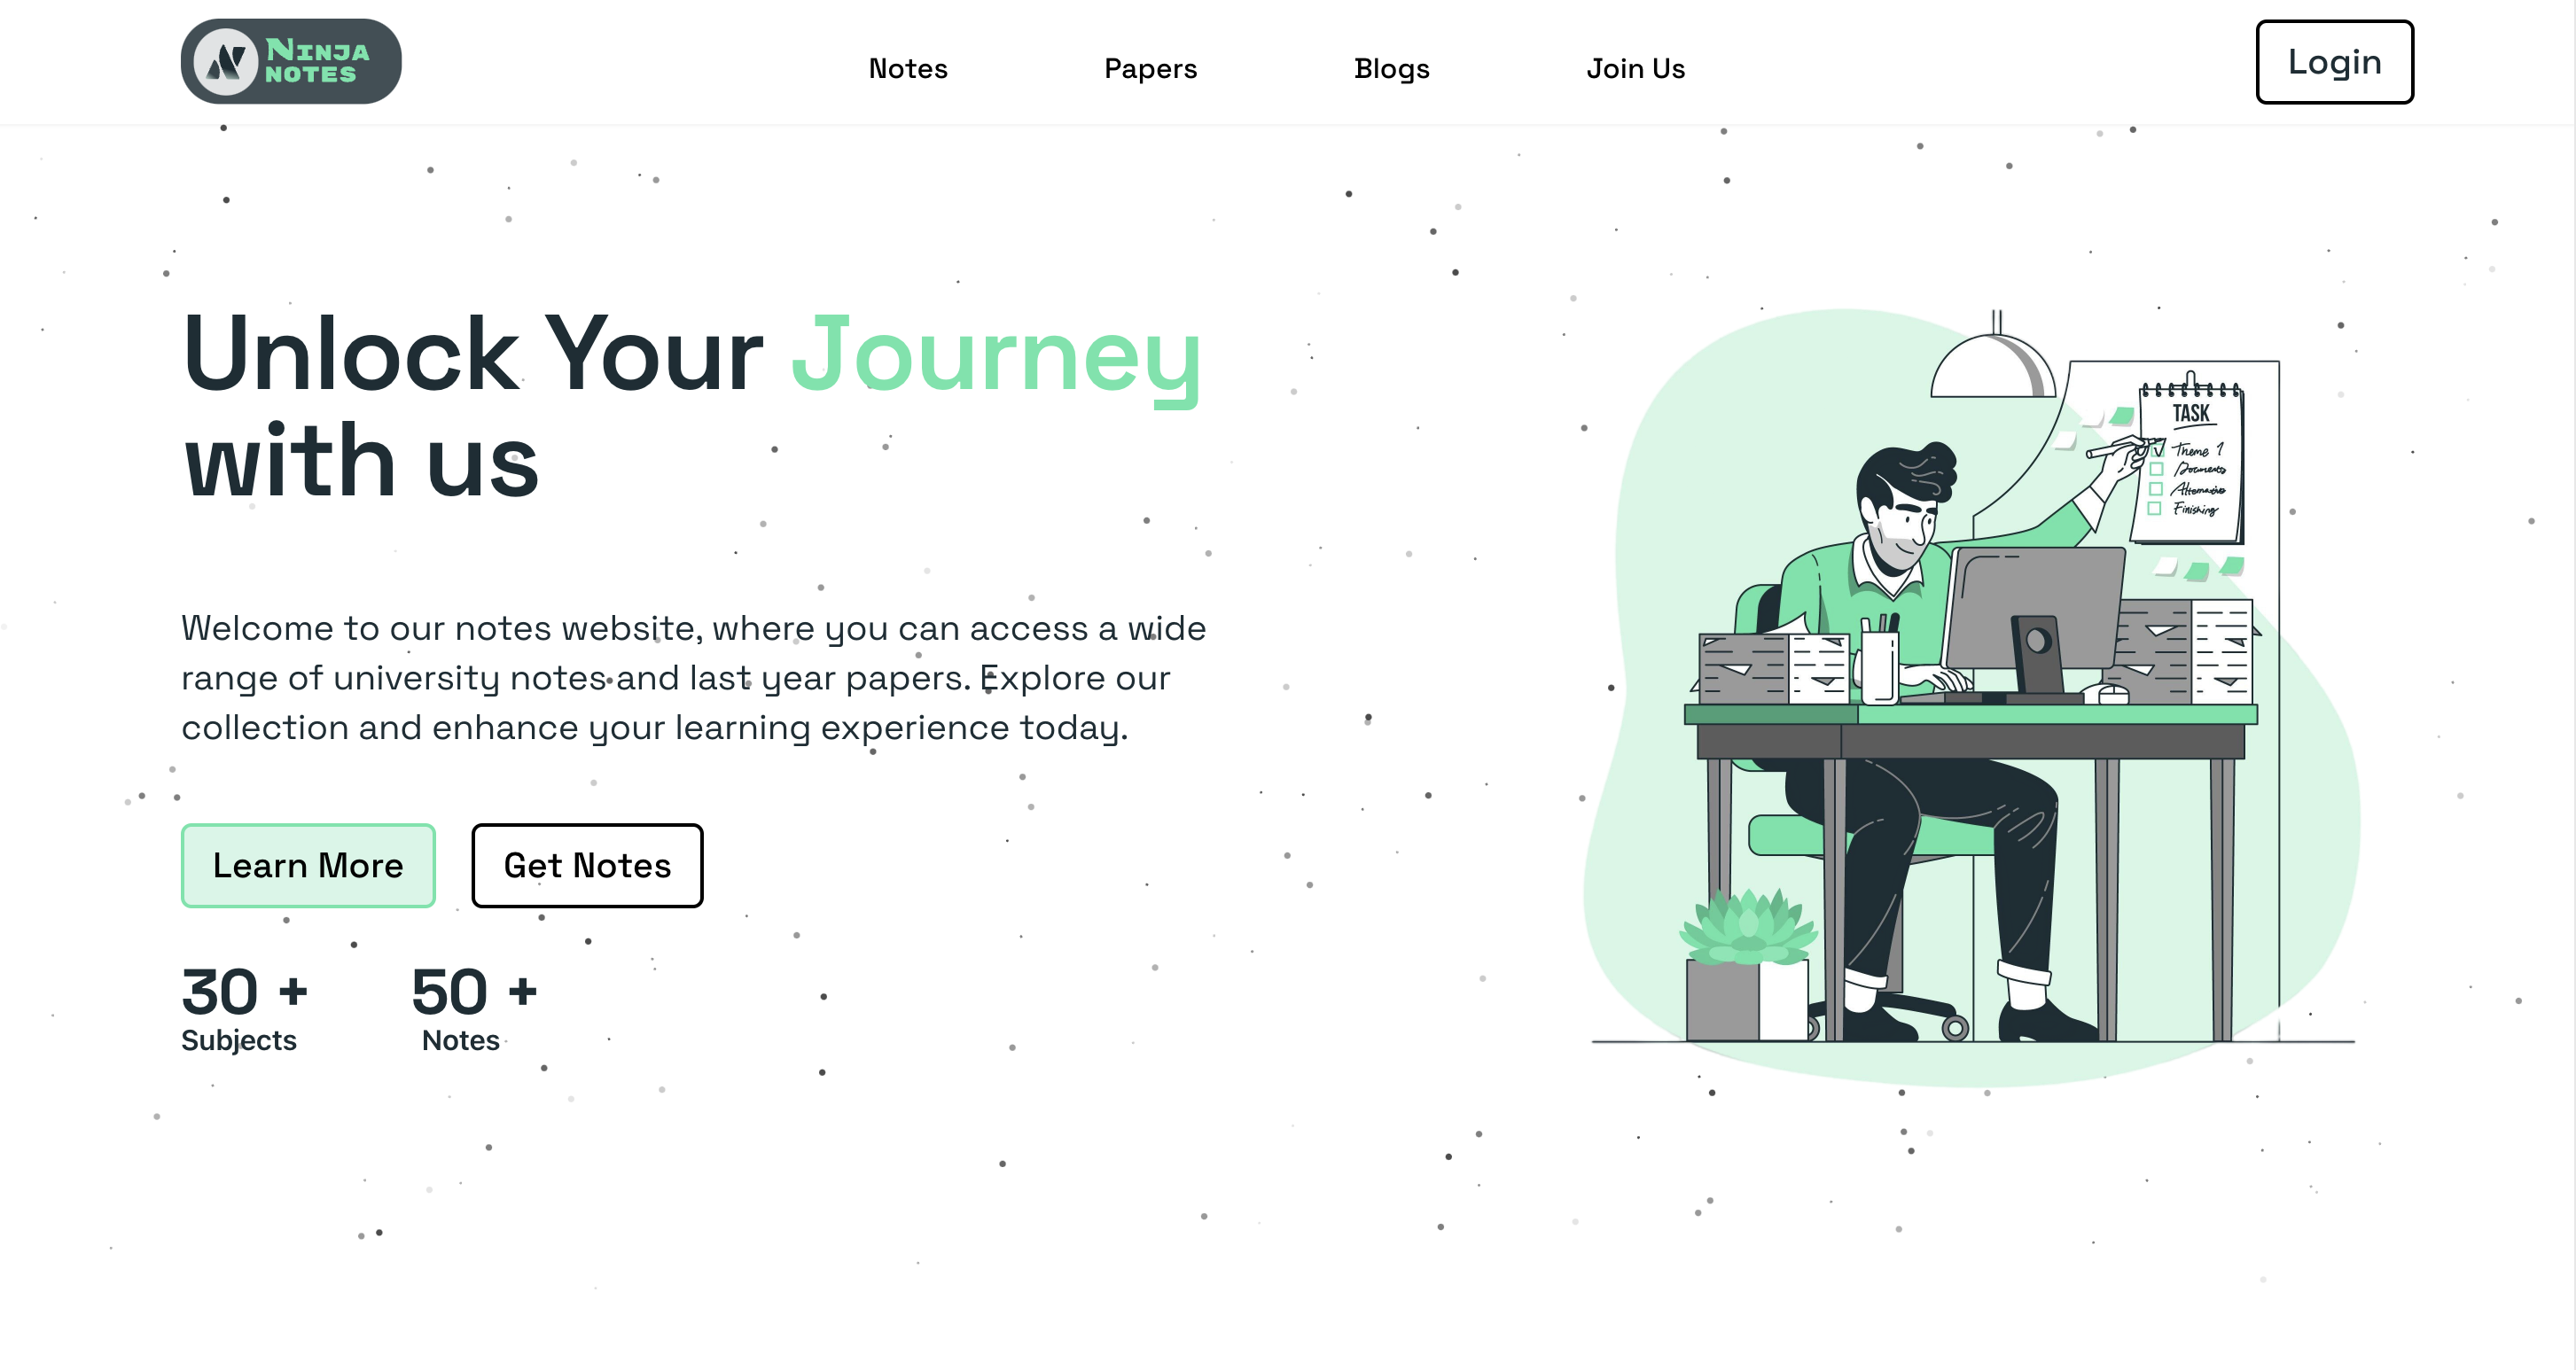 NINJA
NOTES
Notes
Papers
Blogs
Join Us
Login
Unlock Your Journey
with us
Welcome to our notes website, where you can access a wide
range of university notes and last year papers. Explore our
collection and enhance your learning experience today.
Learn More
Get Notes
30 +
Subjects
50 +
Notes
TASK
Theme 1
Documents
Alternative
Finishing